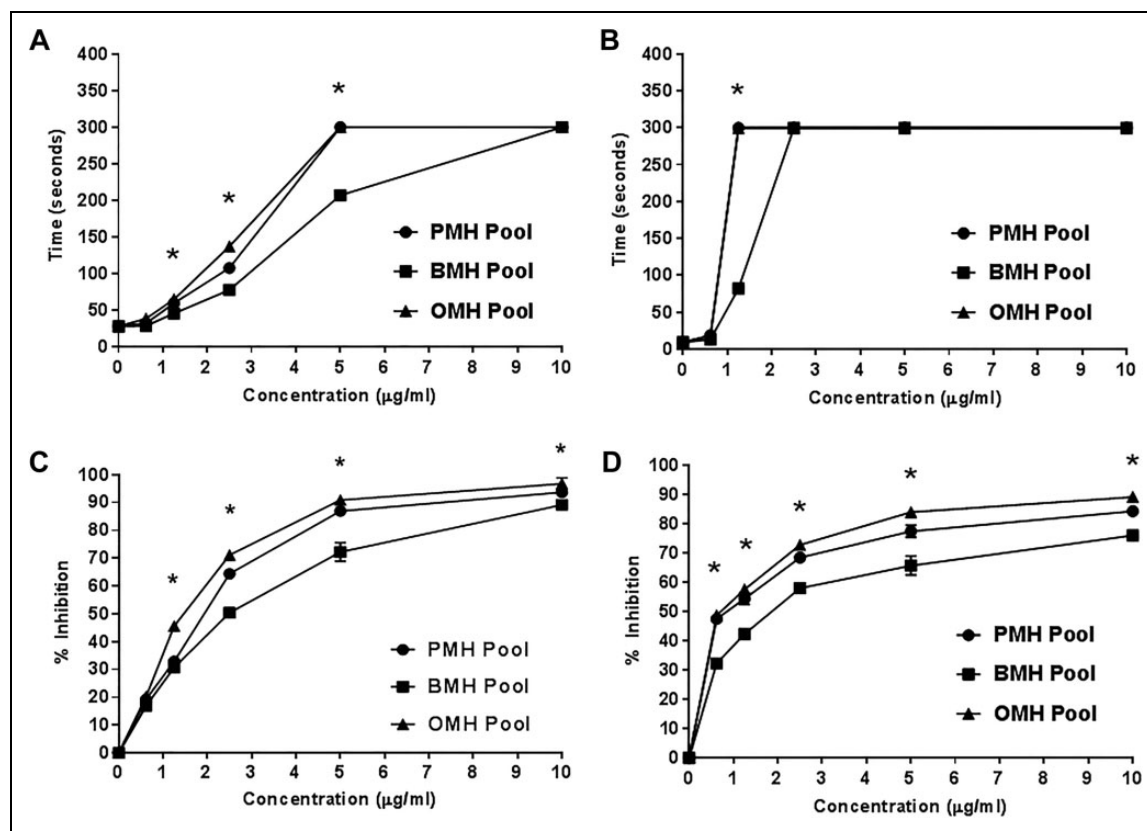 A
400
350
300
250
200
150
100
50
0
Time (seconds)
*
*
*
PMH Pool
BMH Pool
OMH Pool
0 1 2 3 4 5 6 7 8 9 10
Concentration (µg/ml)
B
400
350
300
250
200
150
100
50
0
Time (seconds)
*
PMH Pool
BMH Pool
OMH Pool
0 1 2 3 4 5 6 7 8 9 10
Concentration (µg/ml)
C
100
90
80
70
60
50
40
30
20
10
0
% Inhibition
*
*
*
*
PMH Pool
BMH Pool
OMH Pool
0 1 2 3 4 5 6 7 8 9 10
Concentration (µg/ml)
D
100
90
80
70
60
50
40
30
20
10
0
% Inhibition
*
*
*
*
*
PMH Pool
BMH Pool
OMH Pool
0 1 2 3 4 5 6 7 8 9 10
Concentration (µg/ml)